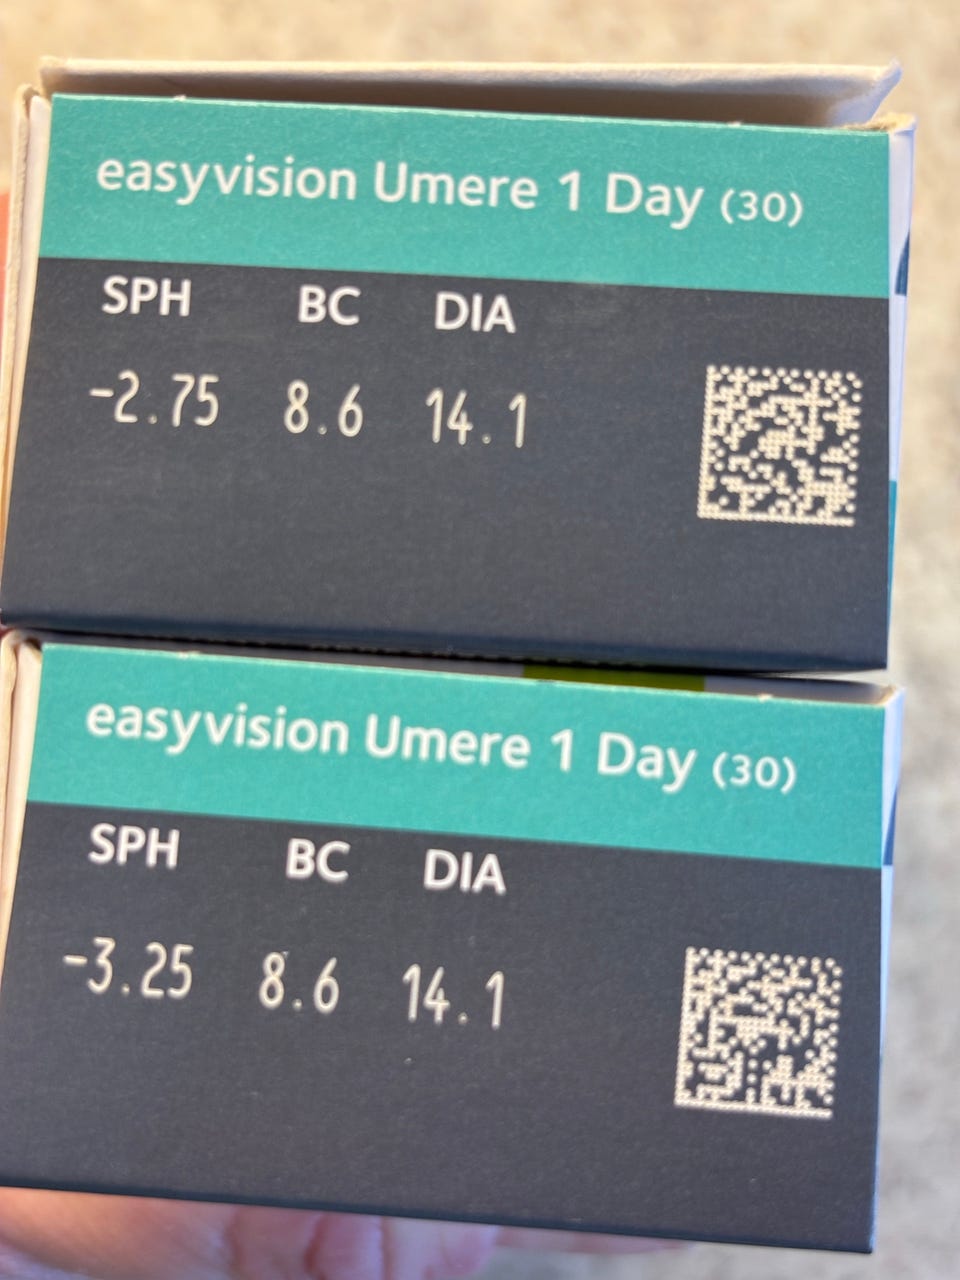 easyvision Umere 1 Day (30)
SPH BC DIA
-2.75 8.6 14.1
easyvision Umere 1 Day (30)
SPH BC DIA
-3.25 8.6 14.1